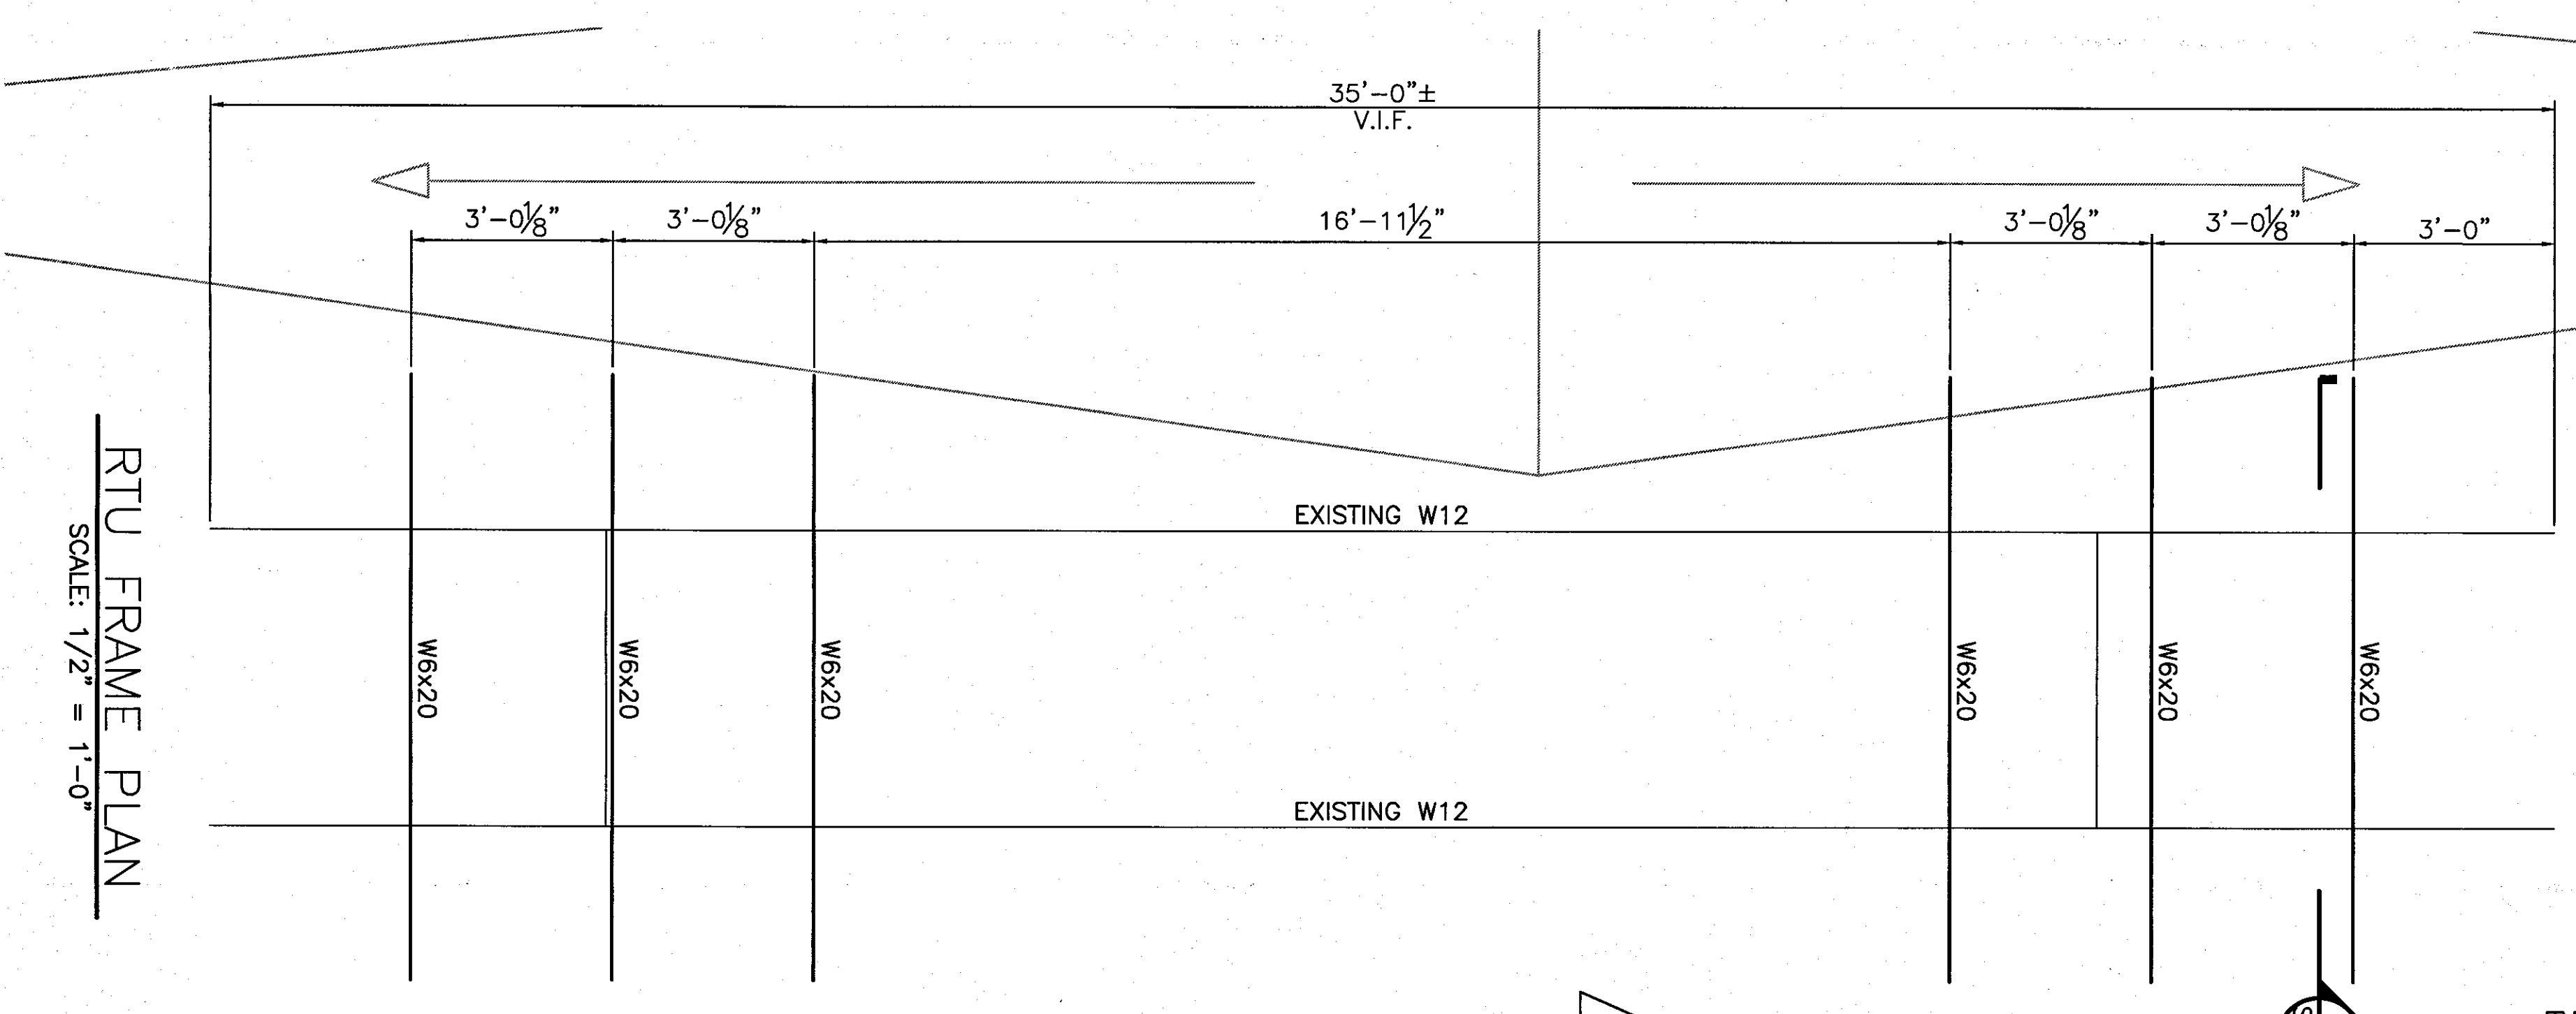 35'-0"±
V.I.F.
3'-0⅛" 3'-0⅛" 16'-11½" 3'-0⅛" 3'-0⅛" 3'-0"
EXISTING W12
W6x20 W6x20 W6x20 W6x20 W6x20 W6x20
EXISTING W12
RTU FRAME PLAN
SCALE: 1/2" = 1'-0"